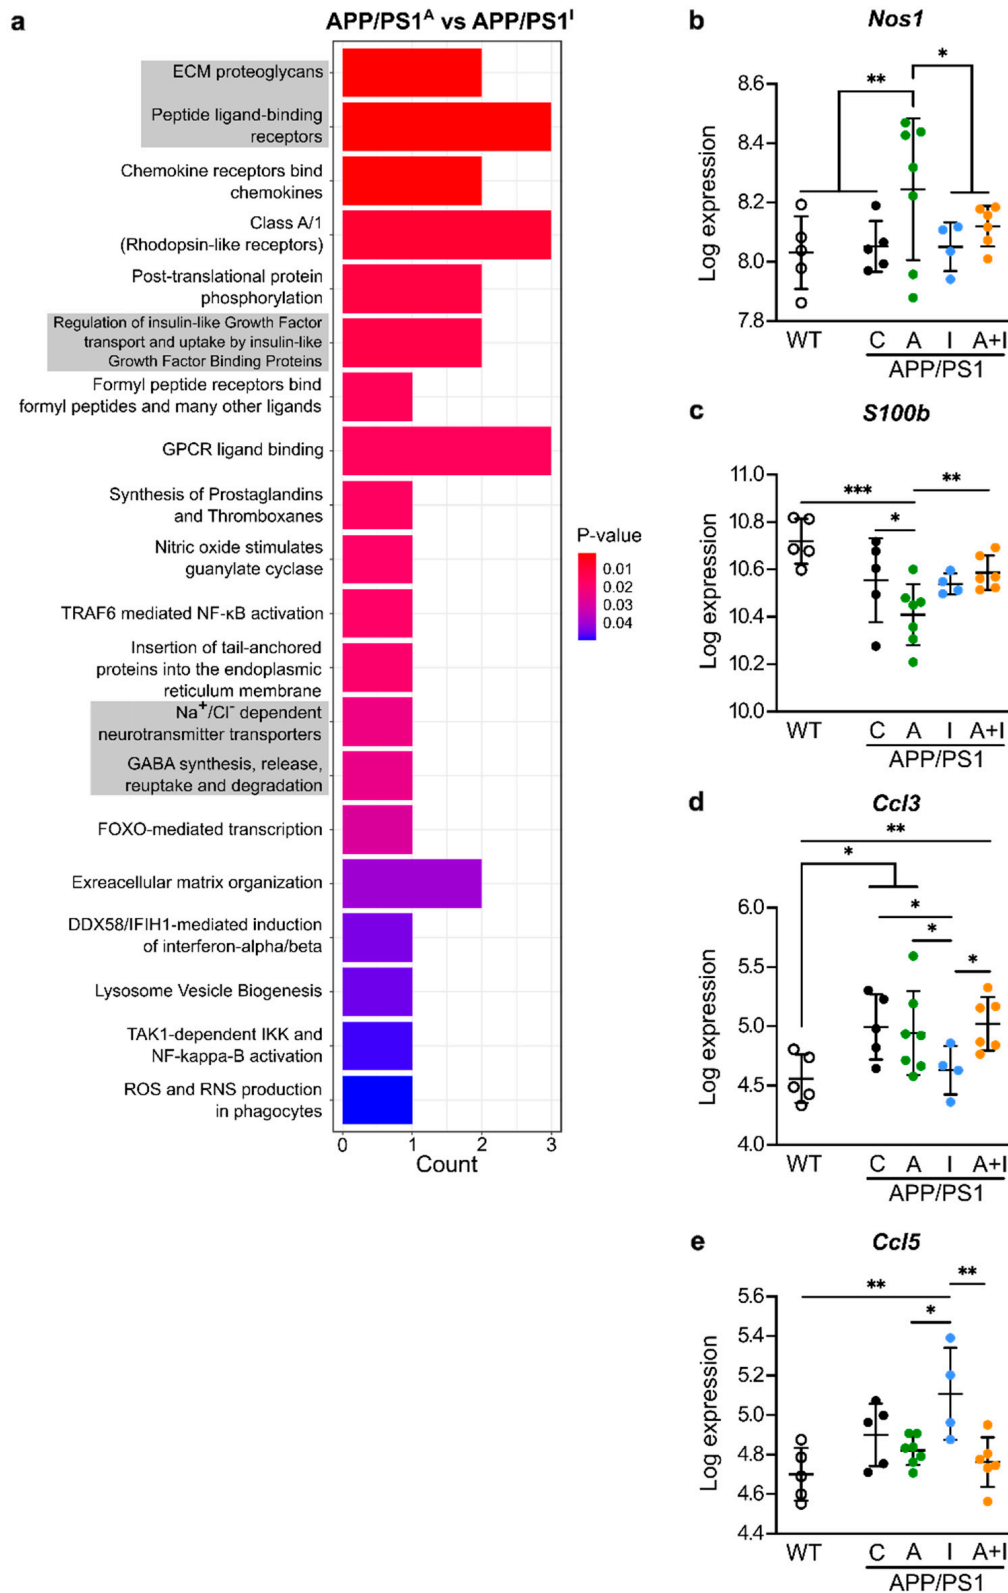 a
APP/PS1A vs APP/PS1I
ECM proteoglycans
Peptide ligand-binding
receptors
Chemokine receptors bind
chemokines
Class A/1
(Rhodopsin-like receptors)
Post-translational protein
phosphorylation
Regulation of insulin-like Growth Factor
transport and uptake by insulin-like
Growth Factor Binding Proteins
Formyl peptide receptors bind
formyl peptides and many other ligands
GPCR ligand binding
Synthesis of Prostaglandins
and Thromboxanes
Nitric oxide stimulates
guanylate cyclase
TRAF6 mediated NF-κB activation
Insertion of tail-anchored
proteins into the endoplasmic
reticulum membrane
Na+/Cl- dependent
neurotransmitter transporters
GABA synthesis, release,
reuptake and degradation
FOXO-mediated transcription
Exreacellular matrix organization
DDX58/IFIH1-mediated induction
of interferon-alpha/beta
Lysosome Vesicle Biogenesis
TAK1-dependent IKK and
NF-kappa-B activation
ROS and RNS production
in phagocytes
0 1 2 3
Count
P-value
0.01
0.02
0.03
0.04
b
Nos1
*
**
8.6
8.4
8.2
8.0
7.8
Log expression
WT C A I A+I
APP/PS1
c
S100b
***
**
*
11.0
10.8
10.6
10.4
10.2
10.0
Log expression
WT C A I A+I
APP/PS1
d
Ccl3
**
*
*
*
*
6.0
5.5
5.0
4.5
4.0
Log expression
WT C A I A+I
APP/PS1
e
Ccl5
**
**
*
5.6
5.4
5.2
5.0
4.8
4.6
4.4
Log expression
WT C A I A+I
APP/PS1